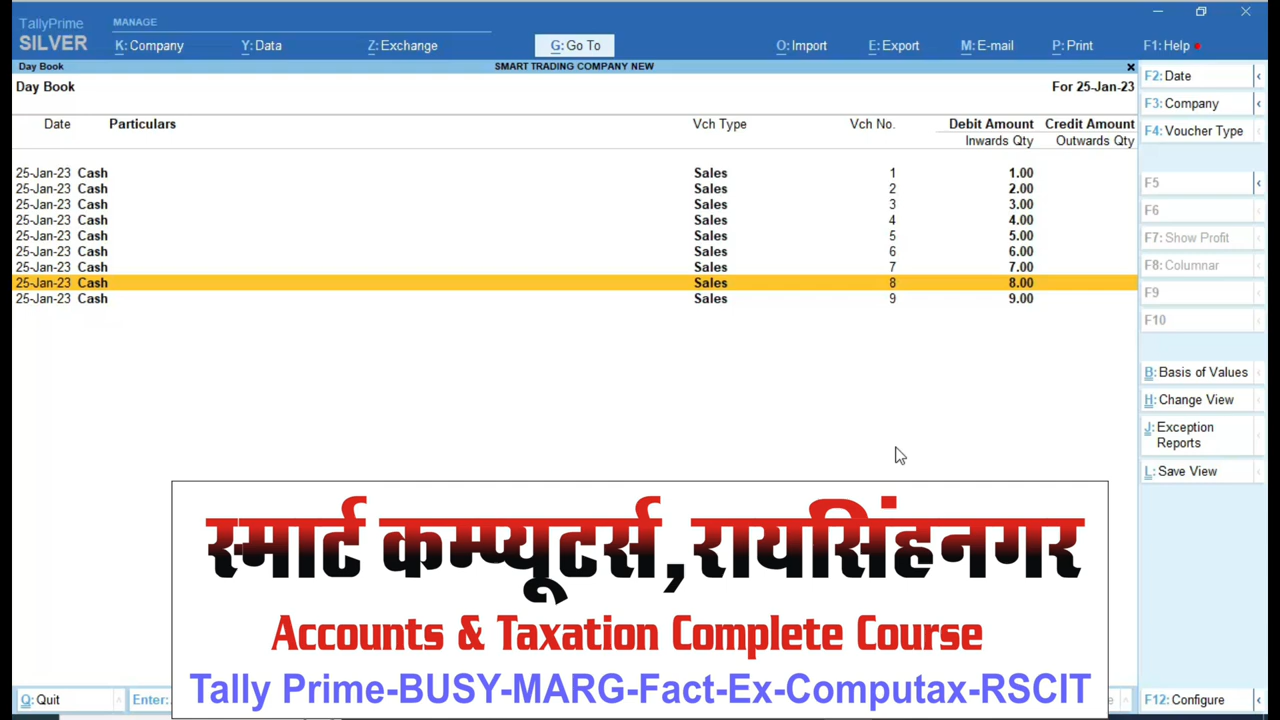 TallyPrime
SILVER
MANAGE
K: Company Y: Data Z: Exchange G: Go To O: Import E: Export M: E-mail P: Print F1: Help
Day Book SMART TRADING COMPANY NEW
Day Book For 25-Jan-23
Date Particulars Vch Type Vch No. Debit Amount Credit Amount
Inwards Qty Outwards Qty
25-Jan-23 Cash Sales 1 1.00
25-Jan-23 Cash Sales 2 2.00
25-Jan-23 Cash Sales 3 3.00
25-Jan-23 Cash Sales 4 4.00
25-Jan-23 Cash Sales 5 5.00
25-Jan-23 Cash Sales 6 6.00
25-Jan-23 Cash Sales 7 7.00
25-Jan-23 Cash Sales 8 8.00
25-Jan-23 Cash Sales 9 9.00
F2: Date
F3: Company
F4: Voucher Type
F5
F6
F7: Show Profit
F8: Columnar
F9
F10
B: Basis of Values
H: Change View
J: Exception
Reports
L: Save View
स्मार्ट कम्प्यूटर्स,रायसिंहनगर
Accounts & Taxation Complete Course
Tally Prime-BUSY-MARG-Fact-Ex-Computax-RSCIT
Q: Quit Enter: F12: Configure